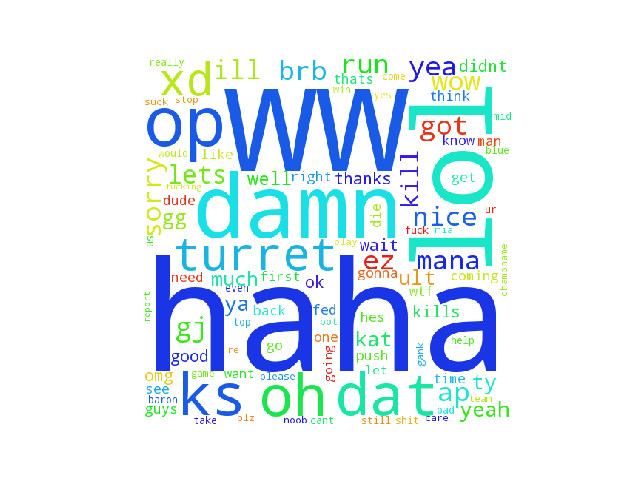 really
thats
come
run
yea
didnt
xd
ill
brb
wow
win
yes
think
suck
stop
op
WW
lol
got
mid
know
man
blue
would
like
sorry
lets
well
right
thanks
kill
get
fucking
dude
gg
damn
die
nice
ur
fuck
mia
turret
play
wait
ez
mana
us
haha
need
much
first
ok
gonna
ult
coming
champname
even
wtf
report
ya
back
fed
hes
kills
gj
top
bot
one
kat
go
gank
help
good
re
going
push
omg
game
want
please
let
time
ty
see
ks
oh
dat
ap
team
baron
guys
bad
yeah
take
plz
noob
cant
still
shit
care